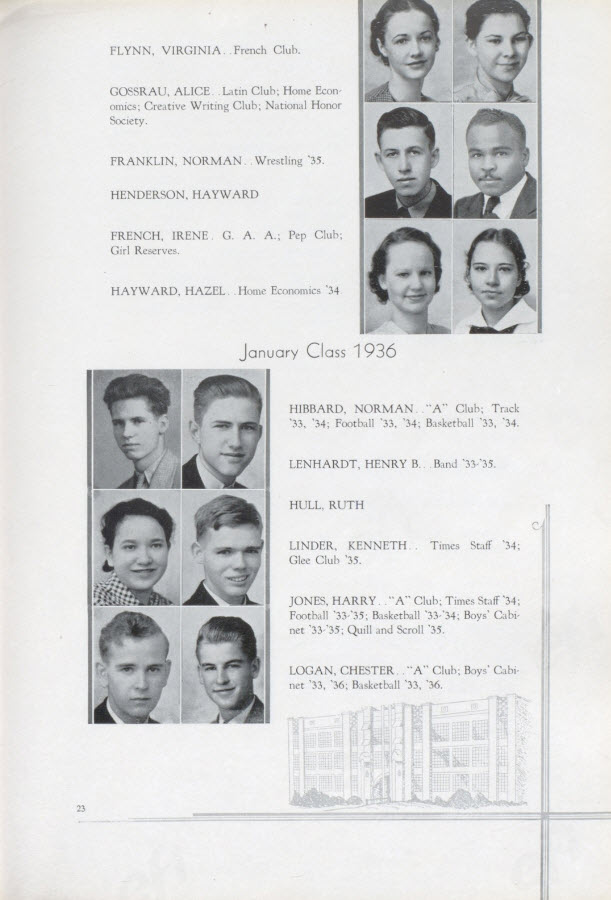 FLYNN, VIRGINIA. . French Club.
GOSSRAU, ALICE. . Latin Club; Home Econ-
omics; Creative Writing Club; National Honor
Society.
FRANKLIN, NORMAN. . Wrestling '35.
HENDERSON, HAYWARD
FRENCH, IRENE. G. A. A.; Pep Club;
Girl Reserves.
HAYWARD, HAZEL. . Home Economics '34
January Class 1936
HIBBARD, NORMAN. . "A" Club; Track
'33, '34; Football '33, '34; Basketball '33, '34.
LENHARDT, HENRY B. . . Band '33-'35.
HULL, RUTH
LINDER, KENNETH. . Times Staff '34;
Glee Club '35.
JONES, HARRY. . "A" Club; Times Staff '34;
Football '33-'35; Basketball '33-'34; Boys' Cabi-
net '33-'35; Quill and Scroll '35.
LOGAN, CHESTER. . "A" Club; Boys' Cabi-
net '33, '36; Basketball '33, '36.
23